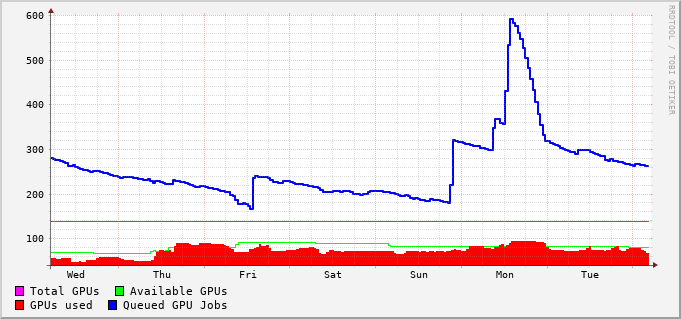 600
500
400
300
200
100
Wed Thu Fri Sat Sun Mon Tue
Total GPUs Available GPUs
GPUs used Queued GPU Jobs
RRDTOOL / TOBI OETIKER